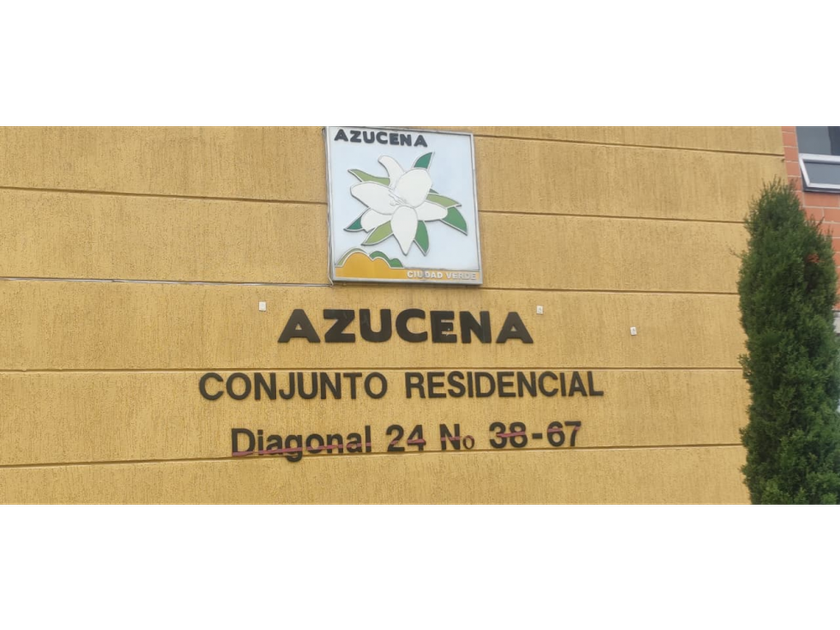 AZUCENA
CIUDAD VERDE
AZUCENA
CONJUNTO RESIDENCIAL
Diagonal 24 No 38-67